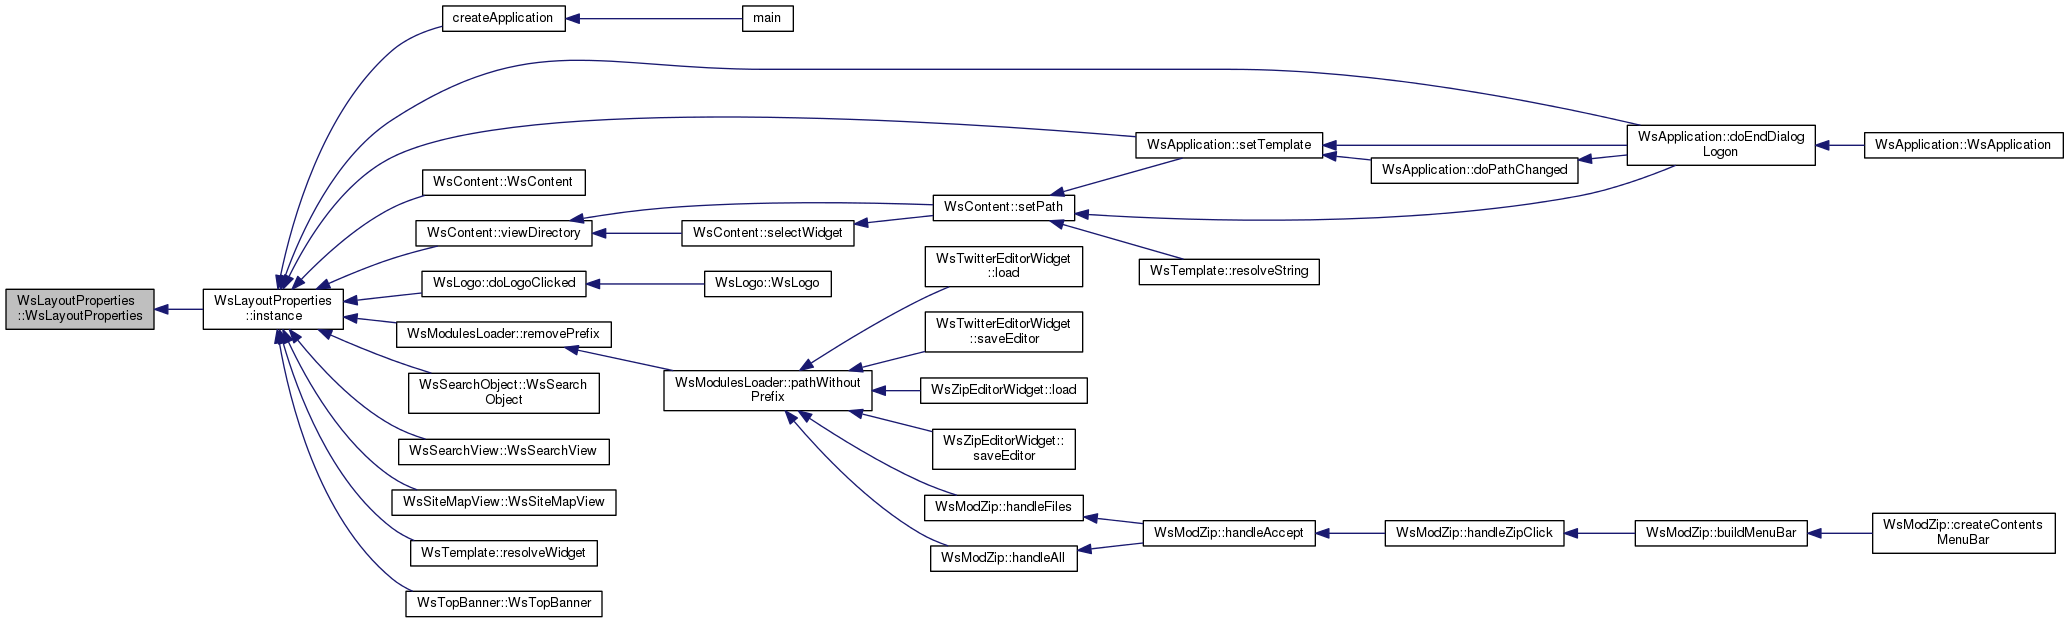 createApplication
main
WsApplication::doEndDialog
Logon
WsApplication::setTemplate
WsApplication::WsApplication
WsApplication::doPathChanged
WsContent::WsContent
WsContent::setPath
WsContent::viewDirectory
WsContent::selectWidget
WsTwitterEditorWidget
::load
WsTemplate::resolveString
WsLogo::doLogoClicked
WsLogo::WsLogo
WsLayoutProperties
::WsLayoutProperties
WsLayoutProperties
::instance
WsModulesLoader::removePrefix
WsTwitterEditorWidget
::saveEditor
WsModulesLoader::pathWithout
Prefix
WsSearchObject::WsSearch
Object
WsZipEditorWidget::load
WsSearchView::WsSearchView
WsZipEditorWidget::
saveEditor
WsSiteMapView::WsSiteMapView
WsModZip::handleFiles
WsModZip::handleAccept
WsModZip::handleZipClick
WsModZip::buildMenuBar
WsModZip::createContents
MenuBar
WsTemplate::resolveWidget
WsModZip::handleAll
WsTopBanner::WsTopBanner